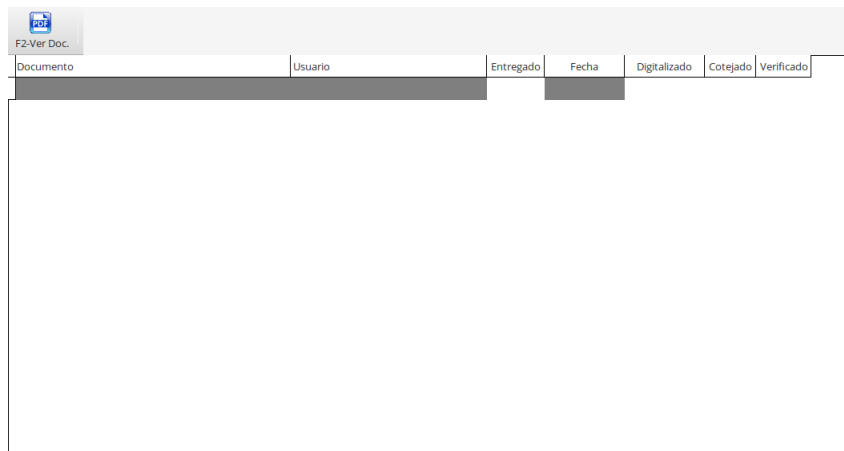 PDF
F2-Ver Doc.
Documento Usuario Entregado Fecha Digitalizado Cotejado Verificado